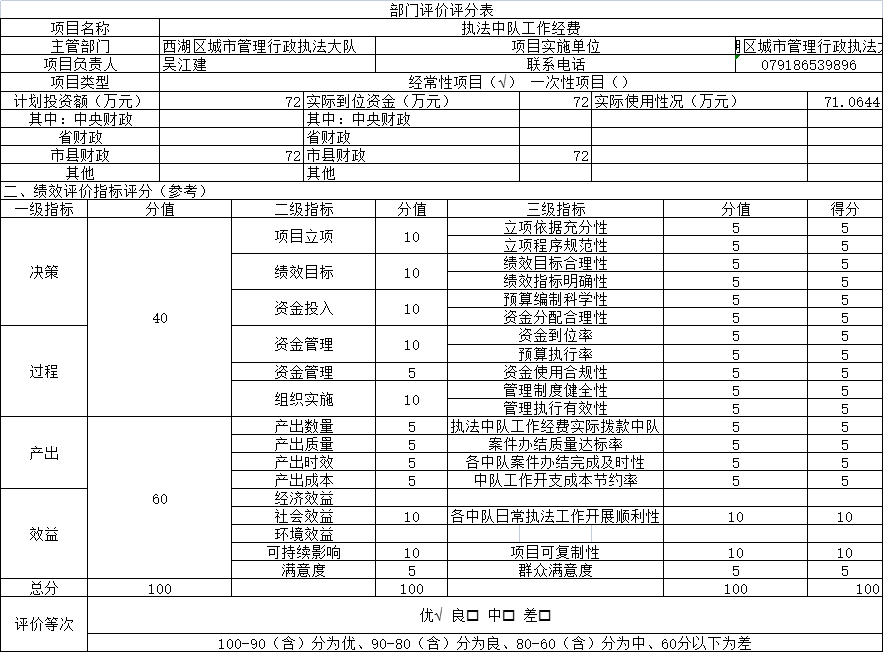 部门评价评分表
项目名称 执法中队工作经费
主管部门 西湖区城市管理行政执法大队 项目实施单位 区城市管理行政执法
项目负责人 吴江建 联系电话 079186539896
项目类型 经常性项目（√） 一次性项目（）
计划投资额（万元） 72 实际到位资金（万元） 72 实际使用性况（万元） 71.0644
其中：中央财政 其中：中央财政
省财政 省财政
市县财政 72 市县财政 72
其他 其他
二、绩效评价指标评分（参考）
一级指标 分值 二级指标 分值 三级指标 分值 得分
决策 40 项目立项 10 立项依据充分性 5 5
立项程序规范性 5 5
绩效目标 10 绩效目标合理性 5 5
绩效指标明确性 5 5
资金投入 10 预算编制科学性 5 5
资金分配合理性 5 5
过程 资金管理 10 资金到位率 5 5
预算执行率 5 5
资金管理 5 资金使用合规性 5 5
组织实施 10 管理制度健全性 5 5
管理执行有效性 5 5
产出 60 产出数量 5 执法中队工作经费实际拨款中队 5 5
产出质量 5 案件办结质量达标率 5 5
产出时效 5 各中队案件办结完成及时性 5 5
产出成本 5 中队工作开支成本节约率 5 5
效益 经济效益
社会效益 10 各中队日常执法工作开展顺利性 10 10
环境效益
可持续影响 10 项目可复制性 10 10
满意度 5 群众满意度 5 5
总分 100 100 100 100
评价等次 优√ 良□ 中□ 差□
100-90（含）分为优、90-80（含）分为良、80-60（含）分为中、60分以下为差